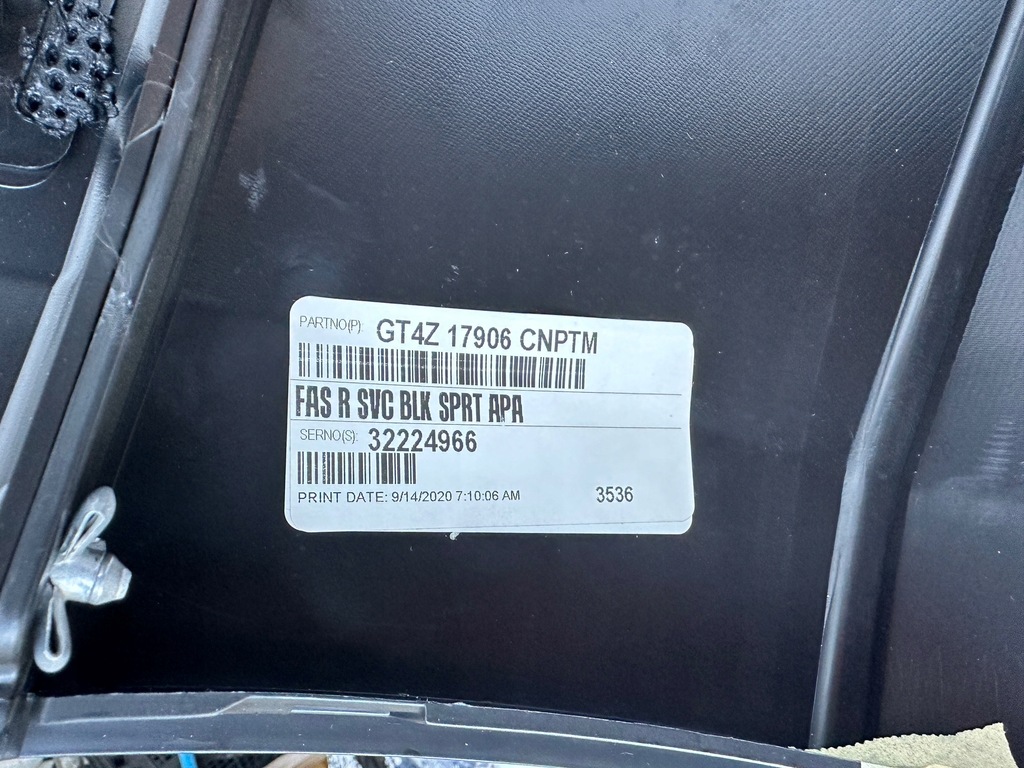 PARTNO(P): GT4Z 17906 CNPTM
FAS R SVC BLK SPRT APA
SERNO(S): 32224966
PRINT DATE: 9/14/2020 7:10:06 AM 3536